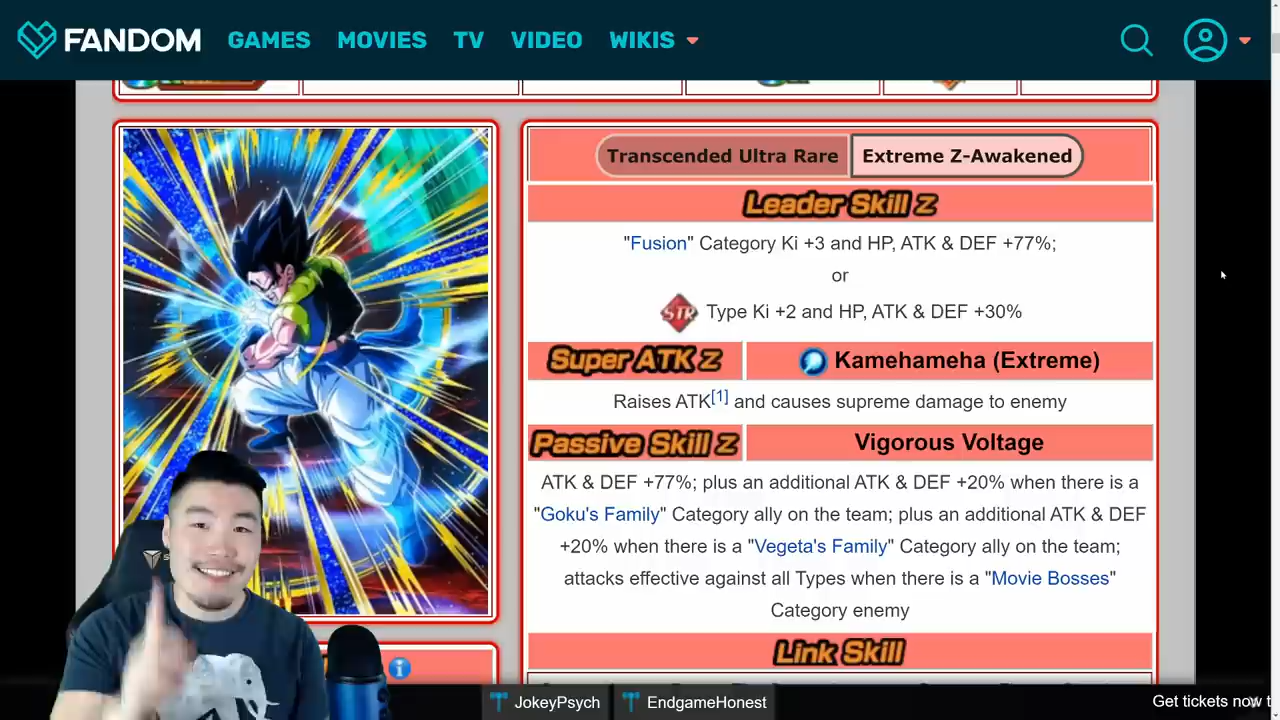 FANDOM GAMES MOVIES TV VIDEO WIKIS
Transcended Ultra Rare Extreme Z-Awakened
Leader Skill Z
"Fusion" Category Ki +3 and HP, ATK & DEF +77%;
or
STR Type Ki +2 and HP, ATK & DEF +30%
Super ATK Z Kamehameha (Extreme)
Raises ATK[1] and causes supreme damage to enemy
Passive Skill Z Vigorous Voltage
ATK & DEF +77%; plus an additional ATK & DEF +20% when there is a
"Goku's Family" Category ally on the team; plus an additional ATK & DEF
+20% when there is a "Vegeta's Family" Category ally on the team;
attacks effective against all Types when there is a "Movie Bosses"
Category enemy
Link Skill
JokeyPsych EndgameHonest Get tickets now